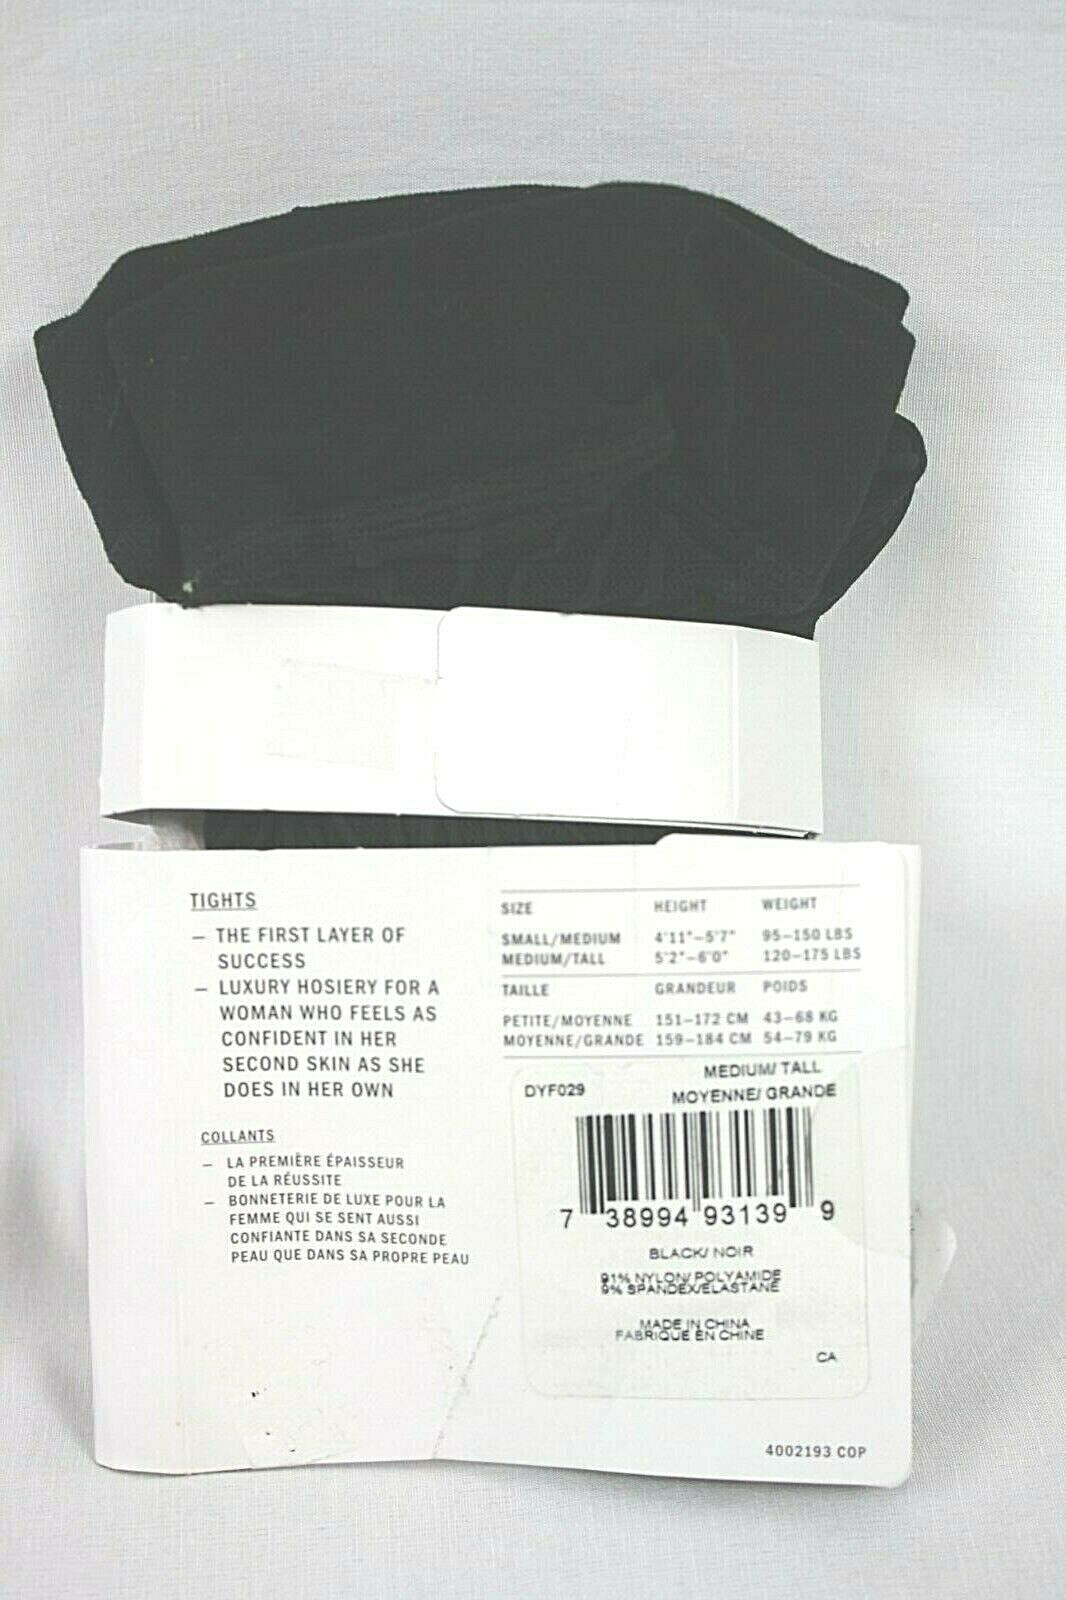 TIGHTS
– THE FIRST LAYER OF
SUCCESS
– LUXURY HOSIERY FOR A
WOMAN WHO FEELS AS
CONFIDENT IN HER
SECOND SKIN AS SHE
DOES IN HER OWN
COLLANTS
– LA PREMIÈRE ÉPAISSEUR
DE LA RÉUSSITE
– BONNETERIE DE LUXE POUR LA
FEMME QUI SE SENT AUSSI
CONFIANTE DANS SA SECONDE
PEAU QUE DANS SA PROPRE PEAU
SIZE HEIGHT WEIGHT
SMALL/MEDIUM 4'11"–5'7" 95–150 LBS
MEDIUM/TALL 5'2"–6'0" 120–175 LBS
TAILLE GRANDEUR POIDS
PETITE/MOYENNE 151–172 CM 43–68 KG
MOYENNE/GRANDE 159–184 CM 54–79 KG
MEDIUM/ TALL
DYF029 MOYENNE/ GRANDE
7 38994 93139 9
BLACK/ NOIR
91% NYLON/ POLYAMIDE
9% SPANDEX/ELASTANE
MADE IN CHINA
FABRIQUE EN CHINE
CA
4002193 COP